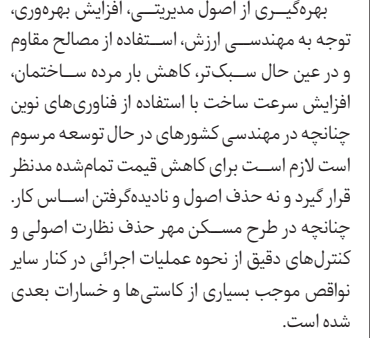 بهره‌گیری از اصول مدیریتی، افزایش بهره‌وری،
توجه به مهندسی ارزش، استفاده از مصالح مقاوم
و در عین حال سبک‌تر، کاهش بار مرده ساختمان،
افزایش سرعت ساخت با استفاده از فناوری‌های نوین
چنانچه در مهندسی کشورهای در حال توسعه مرسوم
است لازم است برای کاهش قیمت تمام‌شده مدنظر
قرار گیرد و نه حذف اصول و نادیده‌گرفتن اساس کار.
چنانچه در طرح مسکن مهر حذف نظارت اصولی و
کنترل‌های دقیق از نحوه عملیات اجرائی در کنار سایر
نواقص موجب بسیاری از کاستی‌ها و خسارات بعدی
شده است.